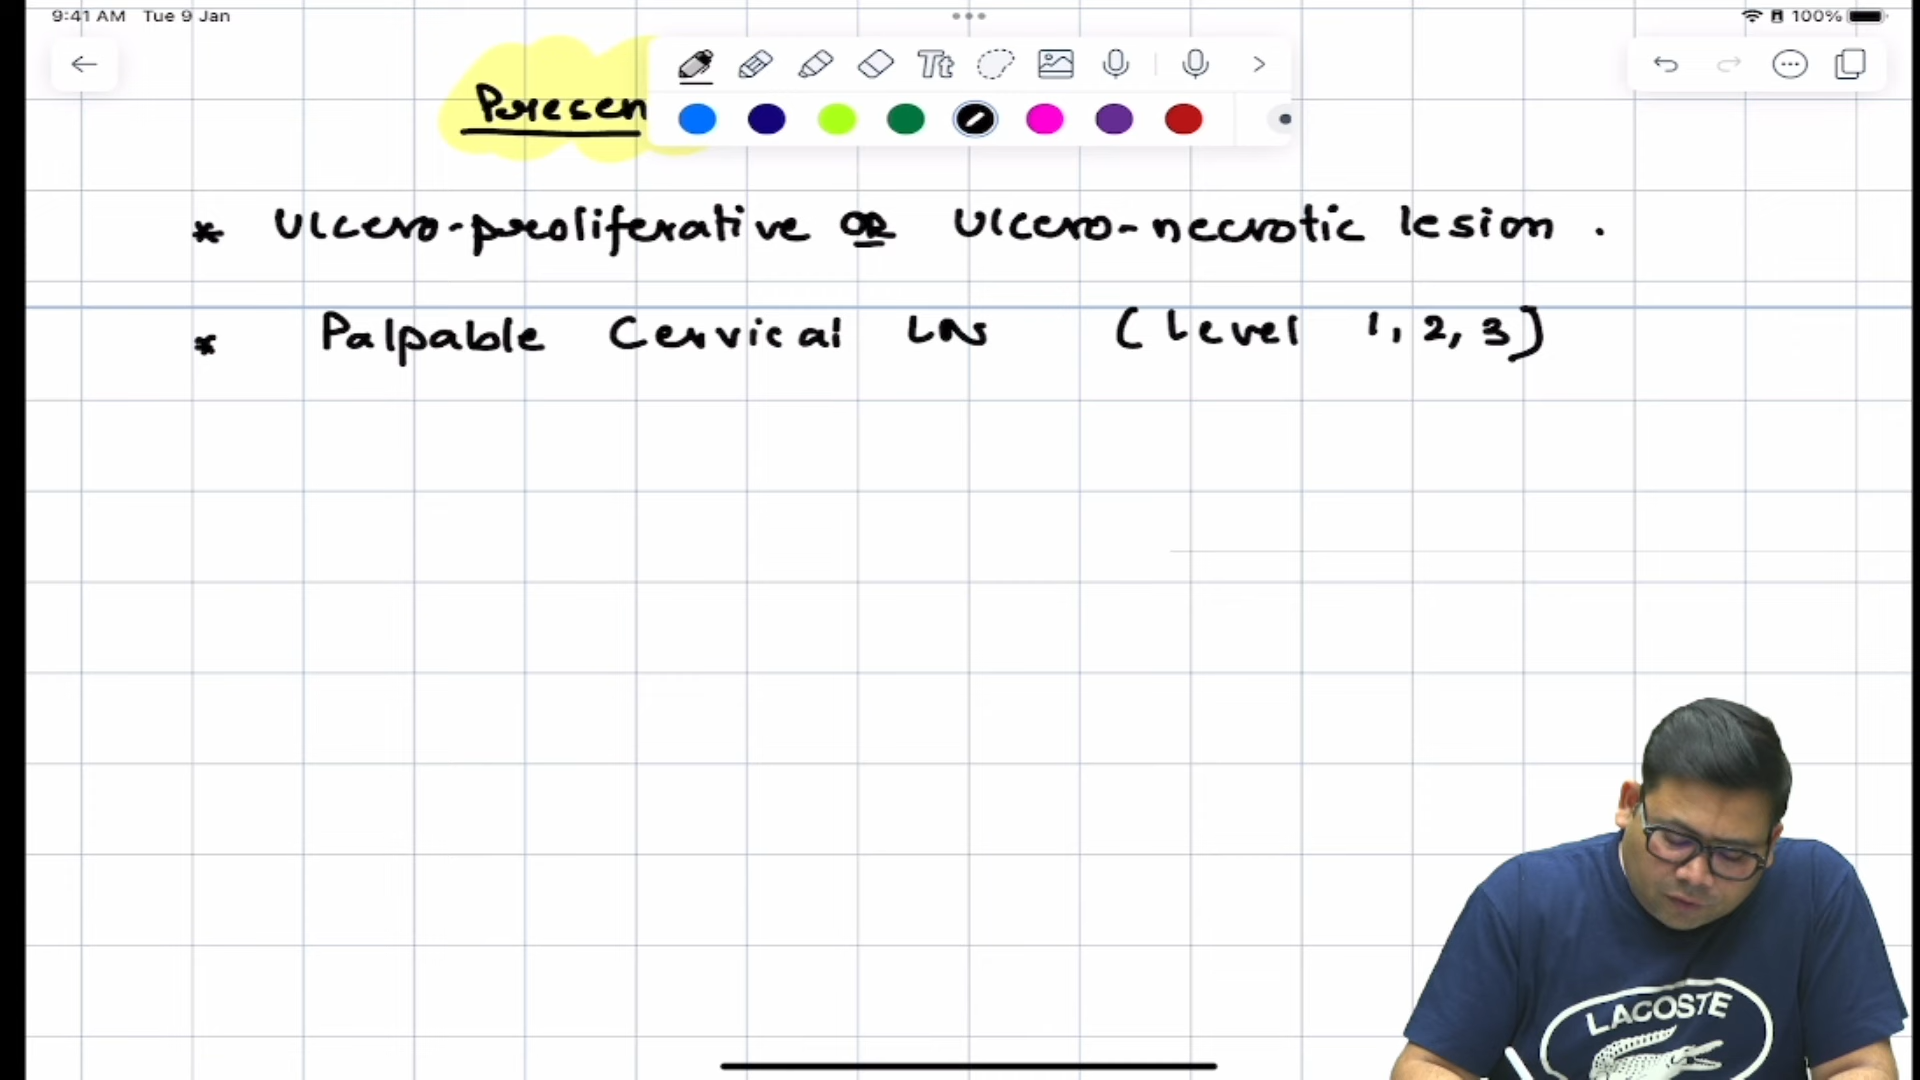 9:41 AM Tue 9 Jan
100%
Tt
Presen
* Ulcero-proliferative OR Ulcero-necrotic lesion .
* Palpable Cervical LNs (Level 1, 2, 3)
LACOSTE